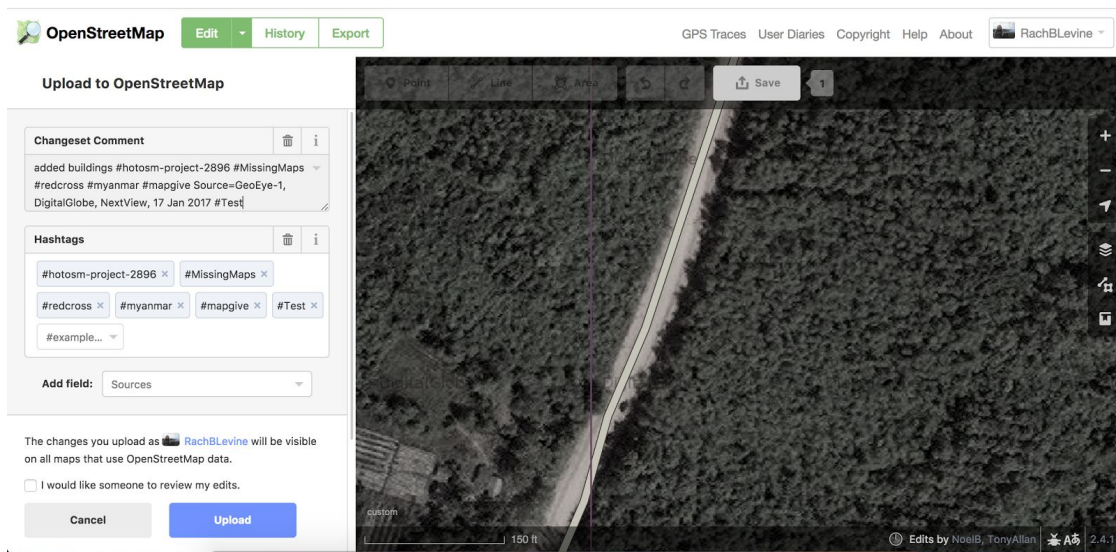 OpenStreetMap
Edit
History
Export
GPS Traces
User Diaries
Copyright
Help
About
RachBLevine
Upload to OpenStreetMap
Point
Line
Area
Save
1
Changeset Comment
i
added buildings #hotosm-project-2896 #MissingMaps
#redcross #myanmar #mapgive Source=GeoEye-1,
DigitalGlobe, NextView, 17 Jan 2017 #Test
Hashtags
i
#hotosm-project-2896 ×
#MissingMaps ×
#redcross ×
#myanmar ×
#mapgive ×
#Test ×
#example...
Add field:
Sources
The changes you upload as RachBLevine will be visible
on all maps that use OpenStreetMap data.
I would like someone to review my edits.
Cancel
Upload
custom
150 ft
Edits by NoelB, TonyAllan
2.4.1